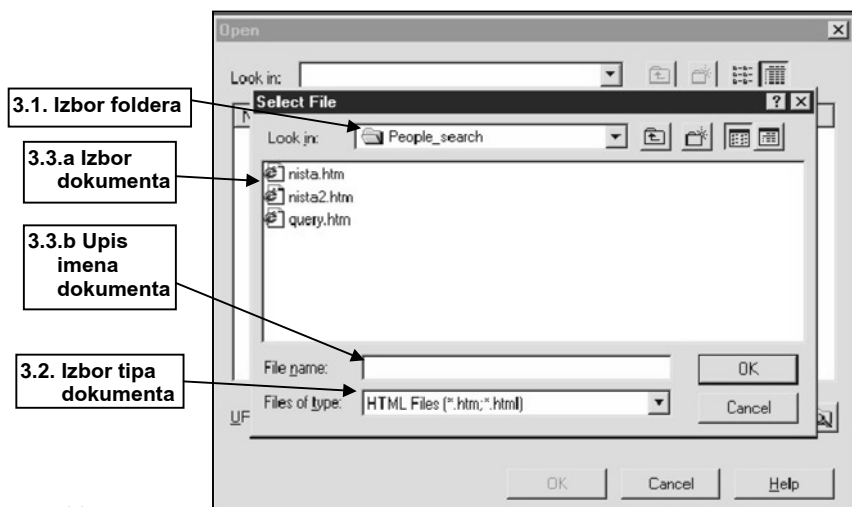 Open
Look in:
3.1. Izbor foldera
Select File
N
Look in: People_search
3.3.a Izbor
dokumenta
nista.htm
nista2.htm
query.htm
3.3.b Upis
imena
dokumenta
File name:
OK
3.2. Izbor tipa
dokumenta
Files of type: HTML Files (*.htm;*.html)
Cancel
UF
OK Cancel Help